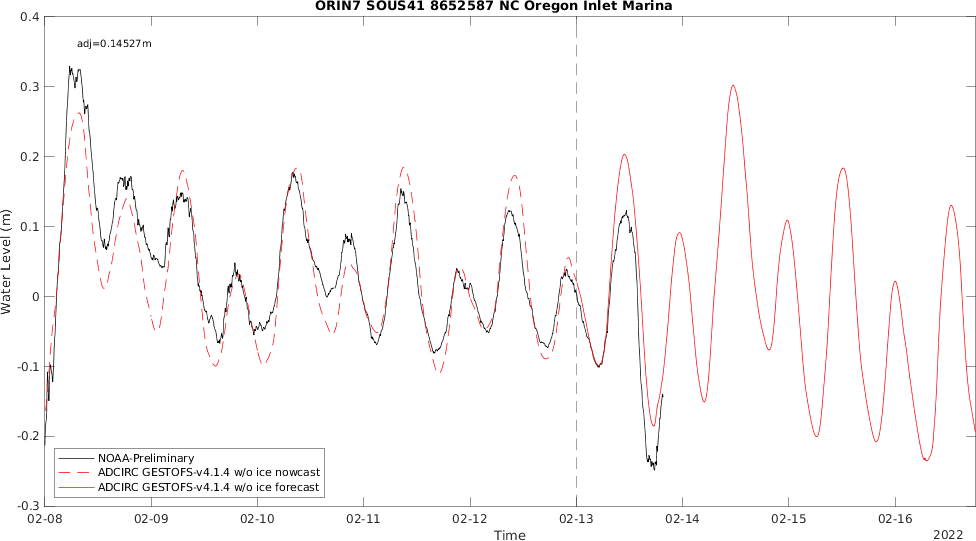 ORIN7 SOUS41 8652587 NC Oregon Inlet Marina
adj=0.14527m
0.4
0.3
0.2
0.1
0
-0.1
-0.2
-0.3
Water Level (m)
NOAA-Preliminary
ADCIRC GESTOFS-v4.1.4 w/o ice nowcast
ADCIRC GESTOFS-v4.1.4 w/o ice forecast
02-08 02-09 02-10 02-11 02-12 02-13 02-14 02-15 02-16
Time
2022